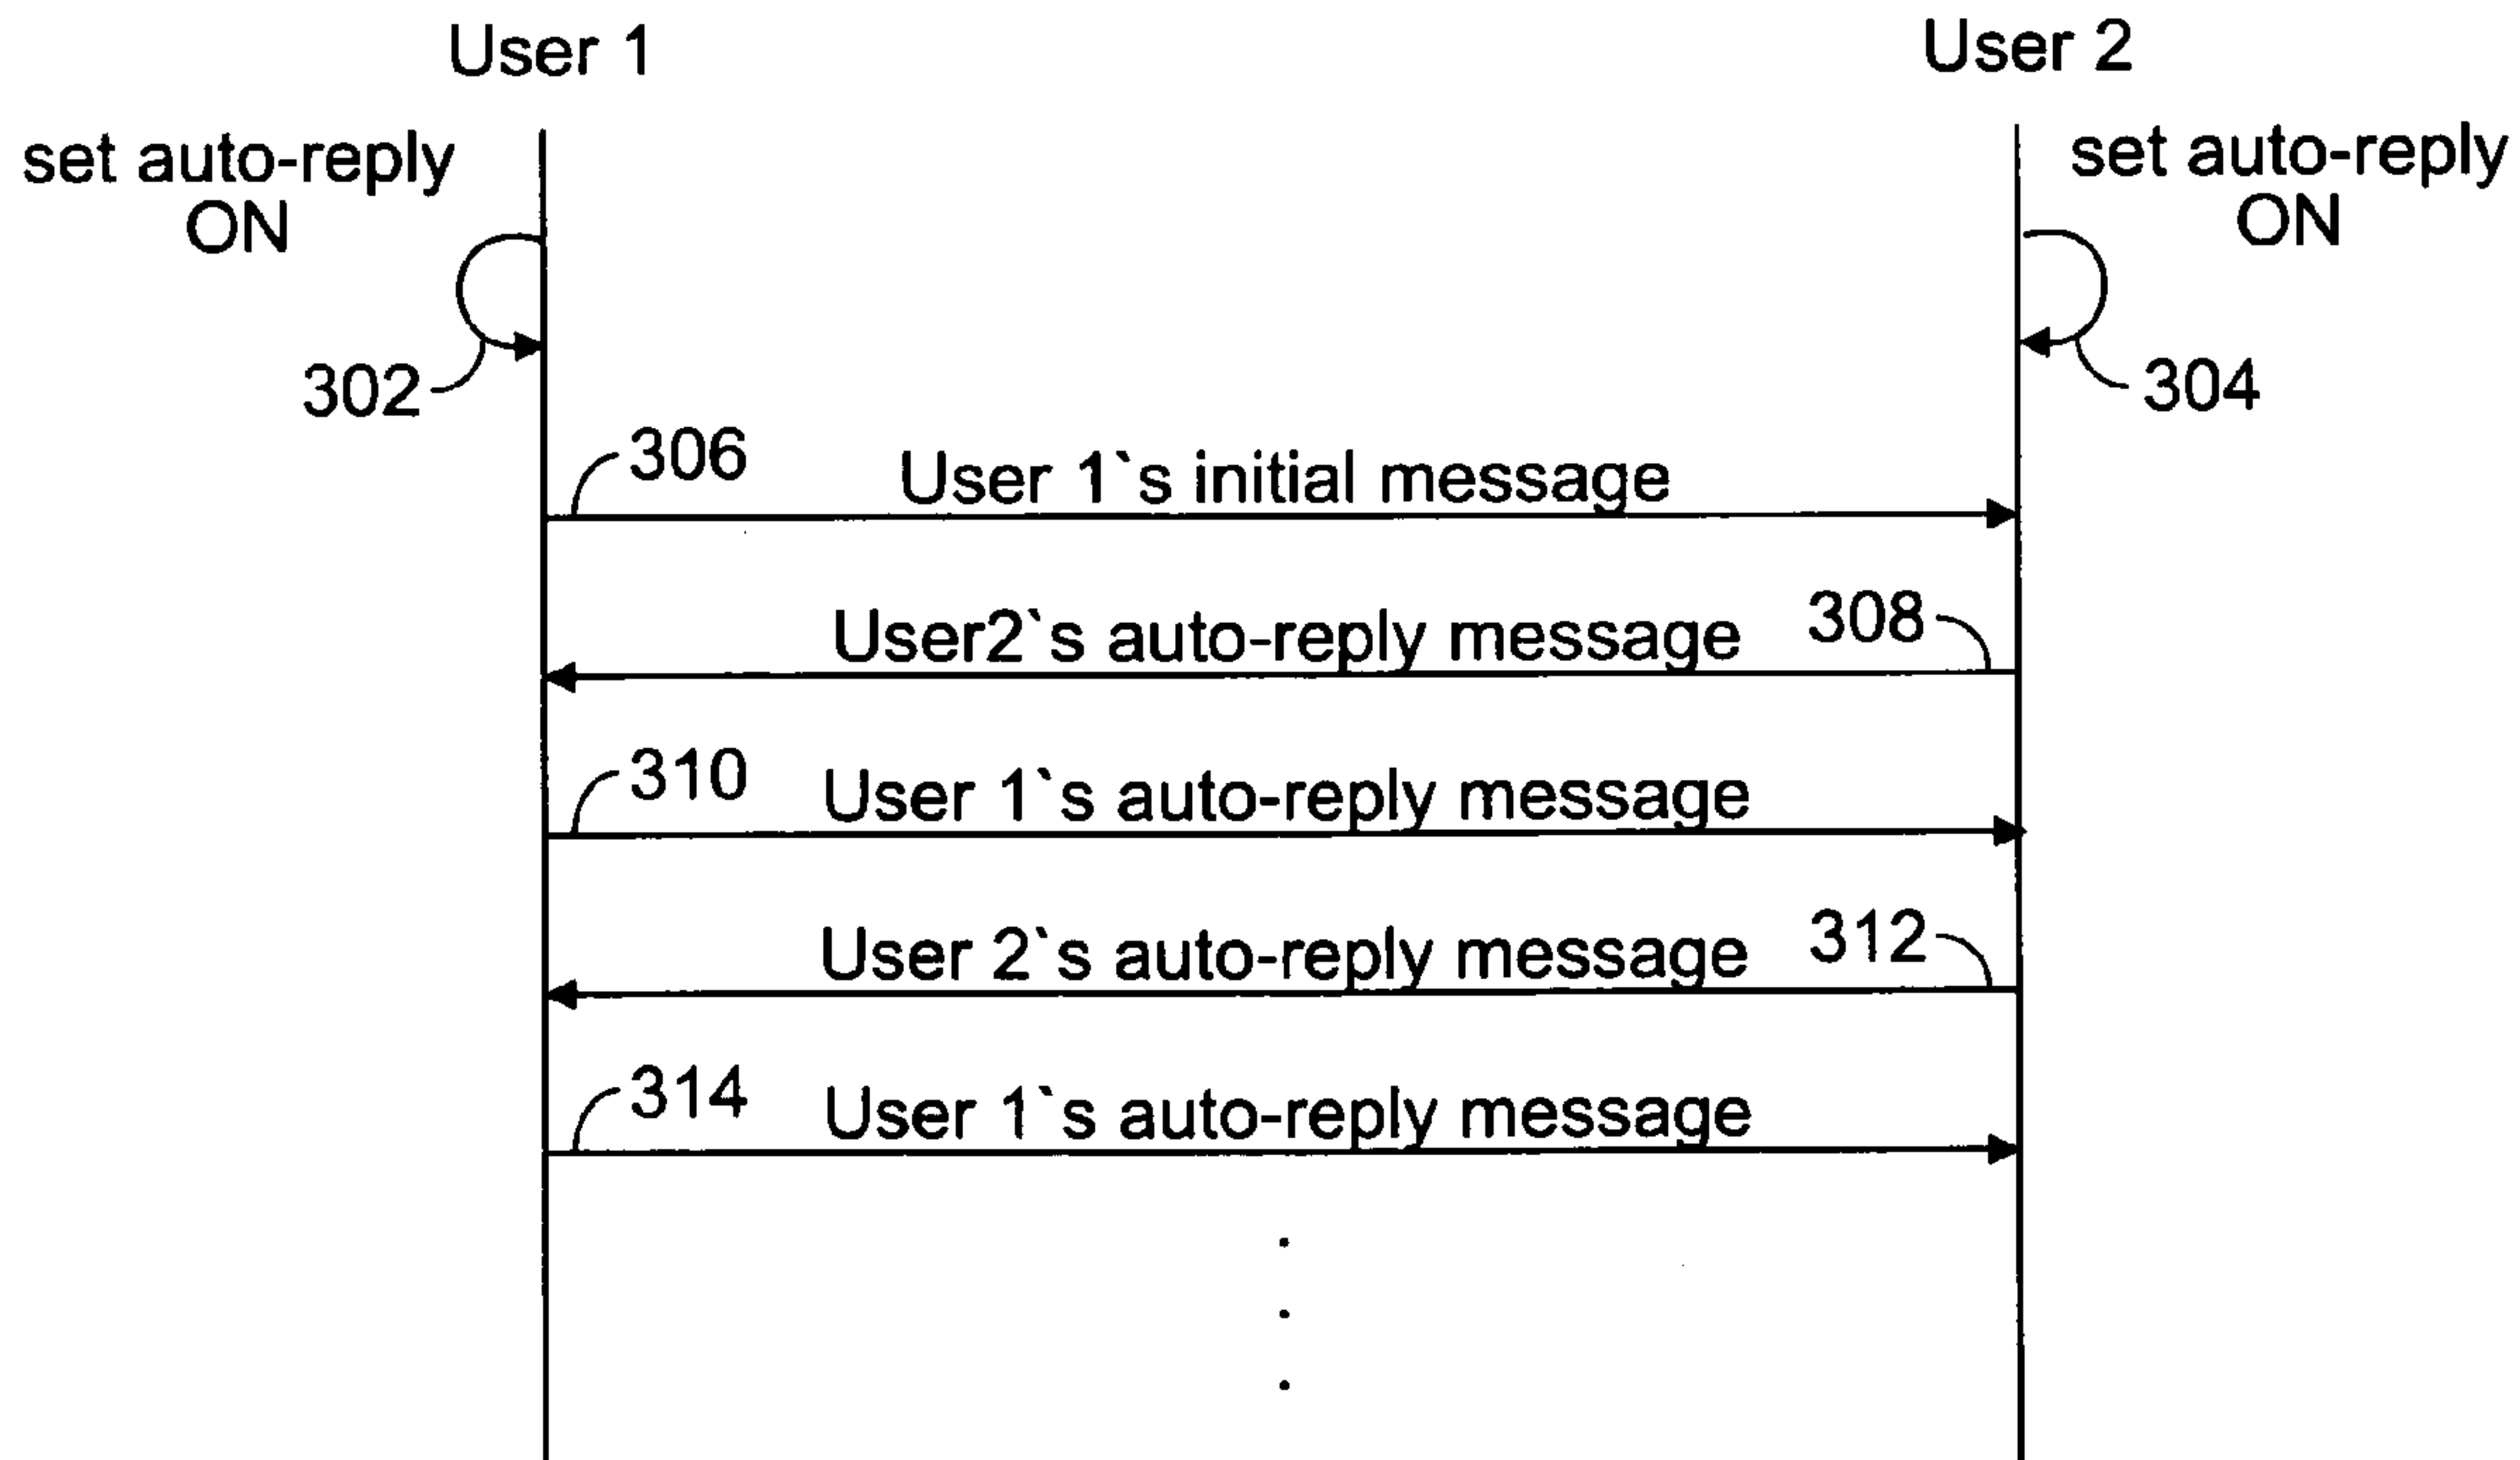 User 1
User 2
set auto-reply
ON
set auto-reply
ON
302
304
306
User 1`s initial message
User2`s auto-reply message
308
310
User 1`s auto-reply message
User 2`s auto-reply message
312
314
User 1`s auto-reply message